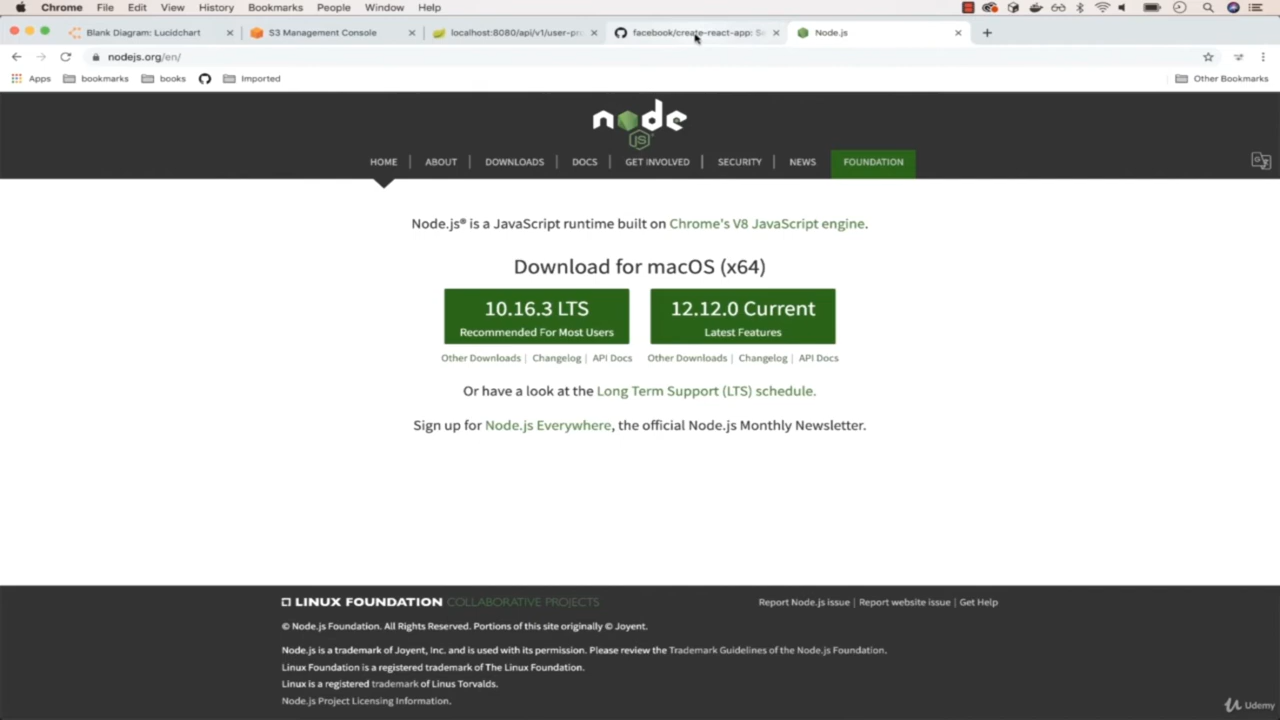 Chrome File Edit View History Bookmarks People Window Help
Blank Diagram: Lucidchart
S3 Management Console
localhost:8080/api/v1/user-pr
facebook/create-react-app: Se
Node.js
nodejs.org/en/
Apps bookmarks books Imported Other Bookmarks
node
JS
HOME | ABOUT | DOWNLOADS | DOCS | GET INVOLVED | SECURITY | NEWS FOUNDATION
Node.js® is a JavaScript runtime built on Chrome's V8 JavaScript engine.
Download for macOS (x64)
10.16.3 LTS
Recommended For Most Users
12.12.0 Current
Latest Features
Other Downloads | Changelog | API Docs
Other Downloads | Changelog | API Docs
Or have a look at the Long Term Support (LTS) schedule.
Sign up for Node.js Everywhere, the official Node.js Monthly Newsletter.
LINUX FOUNDATION COLLABORATIVE PROJECTS
Report Node.js issue | Report website issue | Get Help
© Node.js Foundation. All Rights Reserved. Portions of this site originally © Joyent.
Node.js is a trademark of Joyent, Inc. and is used with its permission. Please review the Trademark Guidelines of the Node.js Foundation.
Linux Foundation is a registered trademark of The Linux Foundation.
Linux is a registered trademark of Linus Torvalds.
Node.js Project Licensing Information.
Udemy